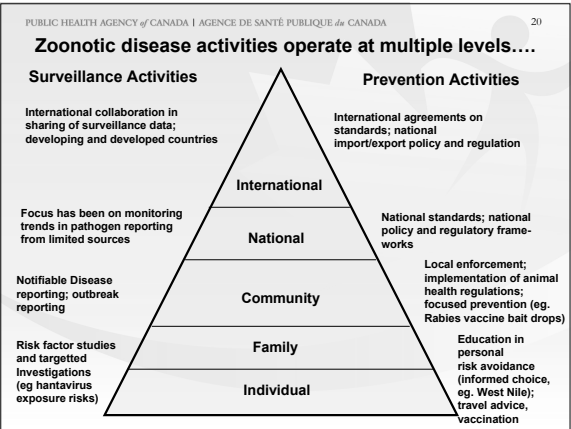 PUBLIC HEALTH AGENCY of CANADA | AGENCE DE SANTÉ PUBLIQUE du CANADA
20
Zoonotic disease activities operate at multiple levels….
Surveillance Activities
Prevention Activities
International collaboration in
sharing of surveillance data;
developing and developed countries
International agreements on
standards; national
import/export policy and regulation
International
Focus has been on monitoring
trends in pathogen reporting
from limited sources
National
National standards; national
policy and regulatory frame-
works
Notifiable Disease
reporting; outbreak
reporting
Community
Local enforcement;
implementation of animal
health regulations;
focused prevention (eg.
Rabies vaccine bait drops)
Risk factor studies
and targetted
Investigations
(eg hantavirus
exposure risks)
Family
Individual
Education in
personal
risk avoidance
(informed choice,
eg. West Nile);
travel advice,
vaccination